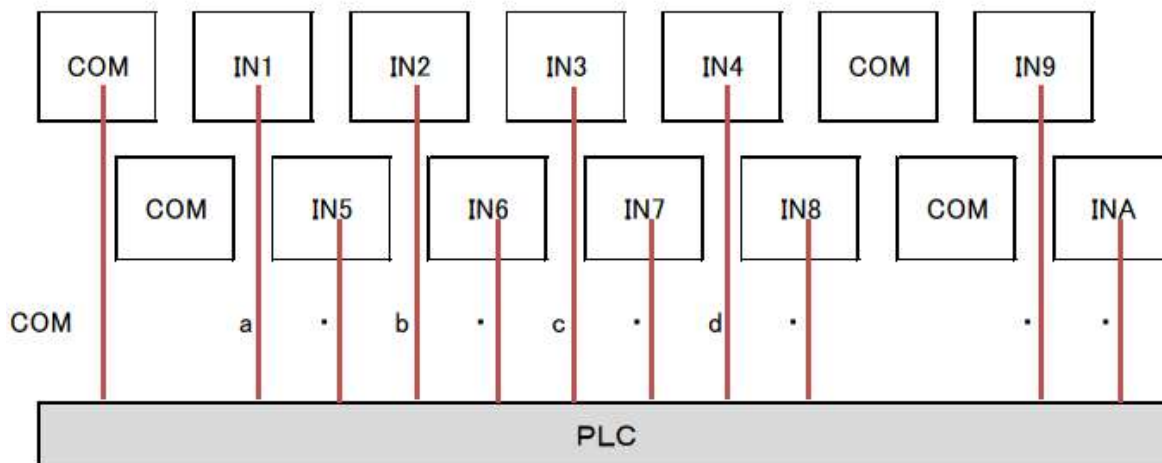 COM IN1 IN2 IN3 IN4 COM IN9
COM IN5 IN6 IN7 IN8 COM INA
COM a ・ b ・ c ・ d ・ ・ ・
PLC